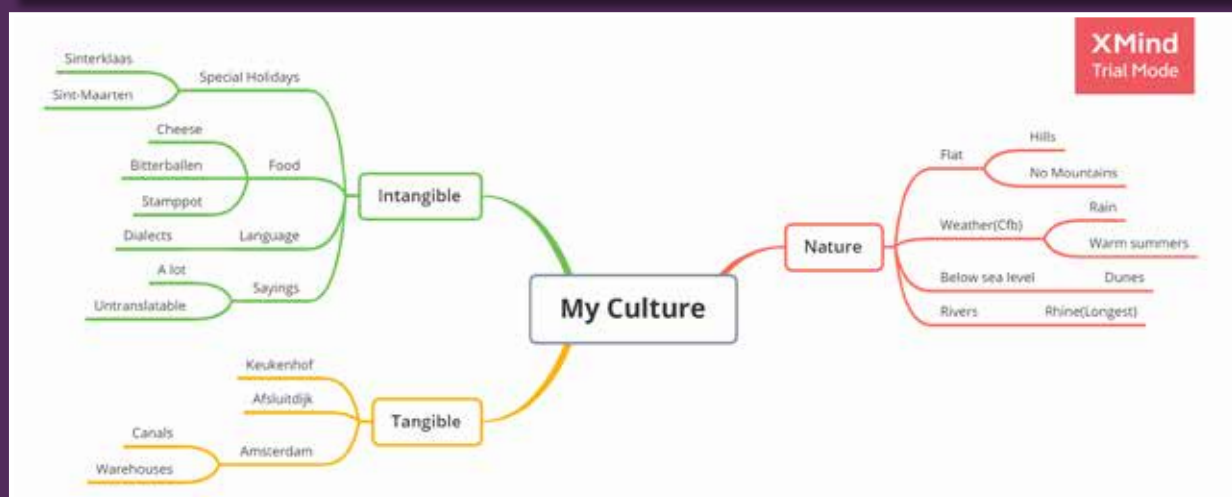 XMind
Trial Mode
My Culture
Intangible
Special Holidays
Sinterklaas
Sint-Maarten
Food
Cheese
Bitterballen
Stamppot
Language
Dialects
Sayings
A lot
Untranslatable
Tangible
Keukenhof
Afsluitdijk
Amsterdam
Canals
Warehouses
Nature
Flat
Hills
No Mountains
Weather(Cfb)
Rain
Warm summers
Below sea level
Dunes
Rivers
Rhine(Longest)